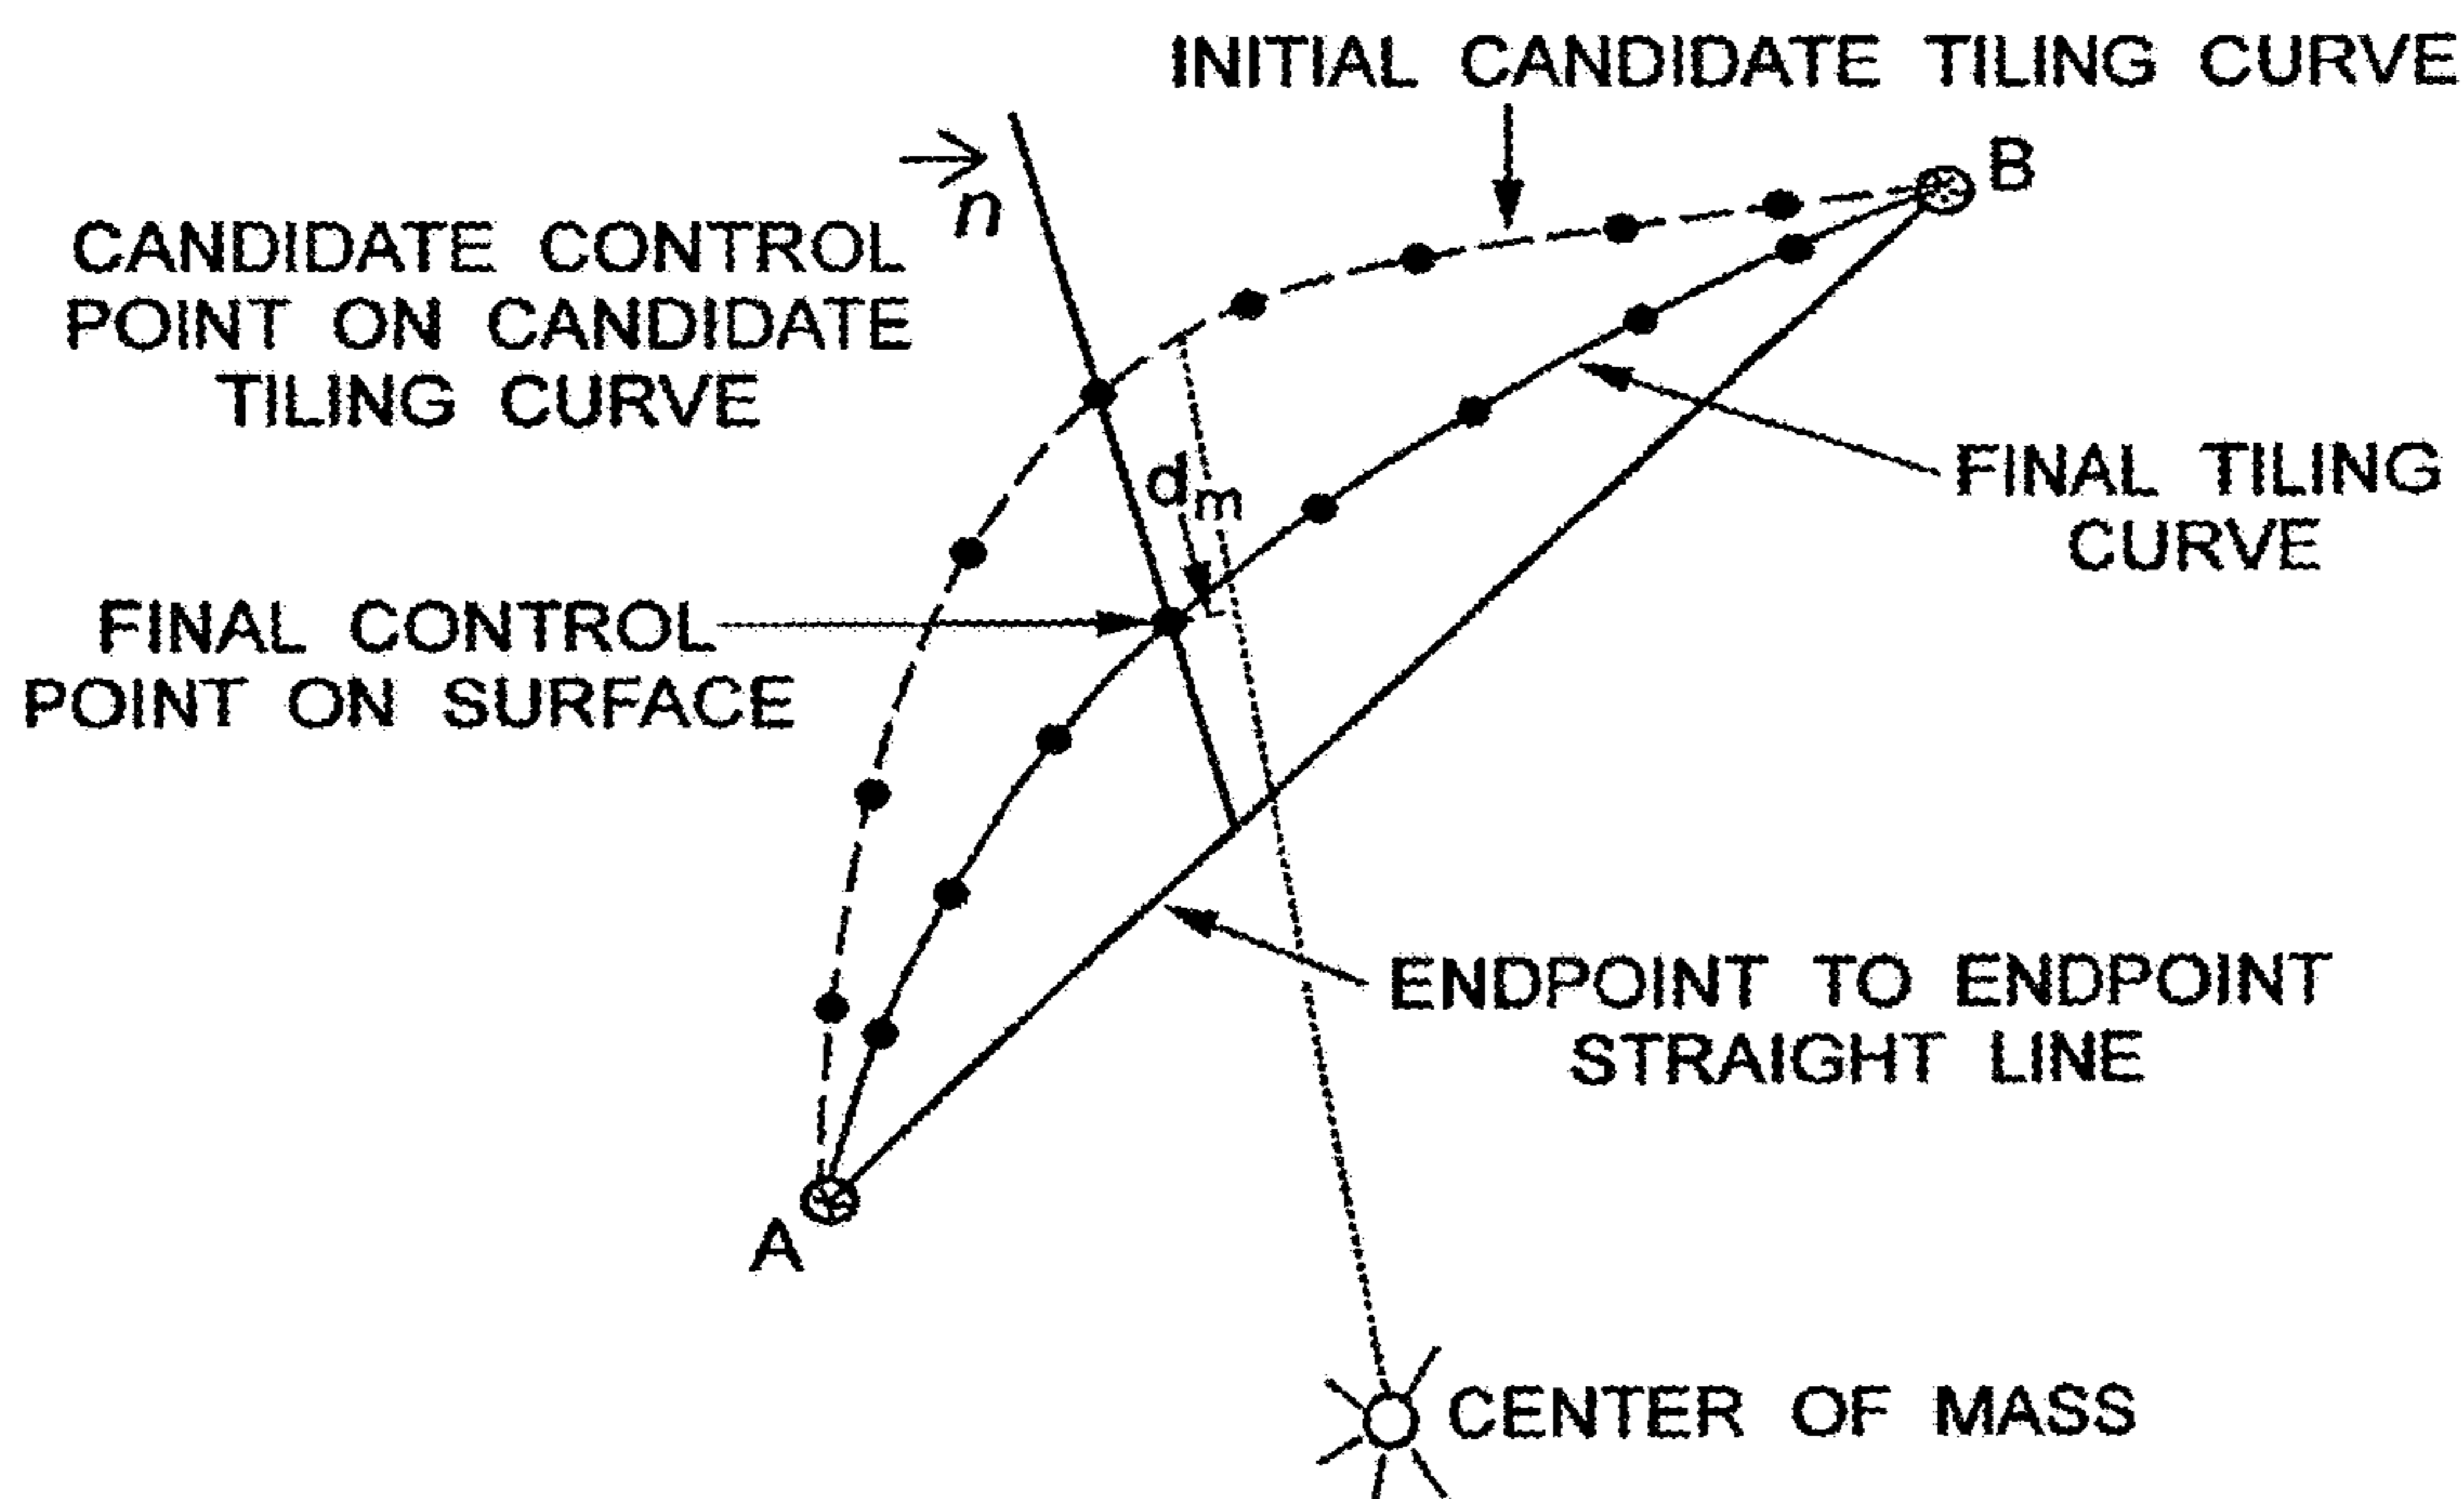 INITIAL CANDIDATE TILING CURVE
B
n
CANDIDATE CONTROL
POINT ON CANDIDATE
TILING CURVE
dm
FINAL TILING
CURVE
FINAL CONTROL
POINT ON SURFACE
ENDPOINT TO ENDPOINT
STRAIGHT LINE
A
CENTER OF MASS